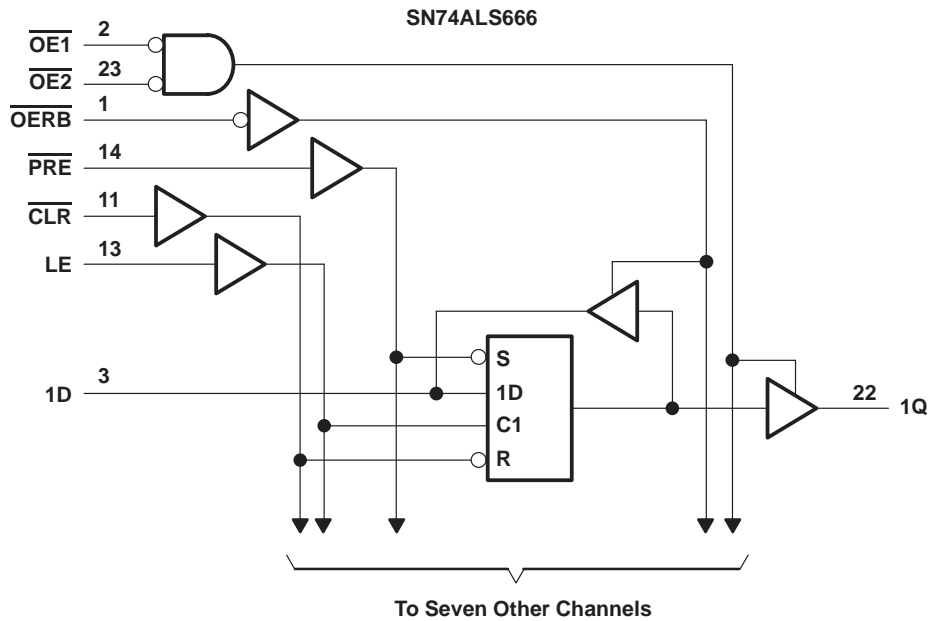 SN74ALS666
OE1 2
OE2 23
OERB 1
PRE 14
CLR 11
LE 13
S
1D 3 1D
22 1Q
C1
R
To Seven Other Channels